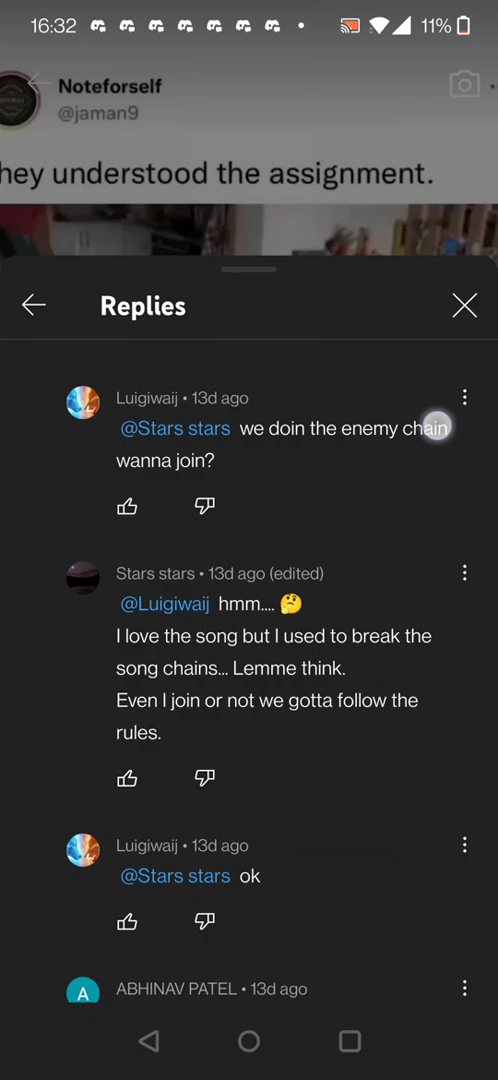 16:32
11%
Noteforself
@jaman9
hey understood the assignment.
Replies
Luigiwaij • 13d ago
@Stars stars we doin the enemy chain
wanna join?
Stars stars • 13d ago (edited)
@Luigiwaij hmm.... 🤔
I love the song but I used to break the
song chains... Lemme think.
Even I join or not we gotta follow the
rules.
Luigiwaij • 13d ago
@Stars stars ok
A
ABHINAV PATEL • 13d ago